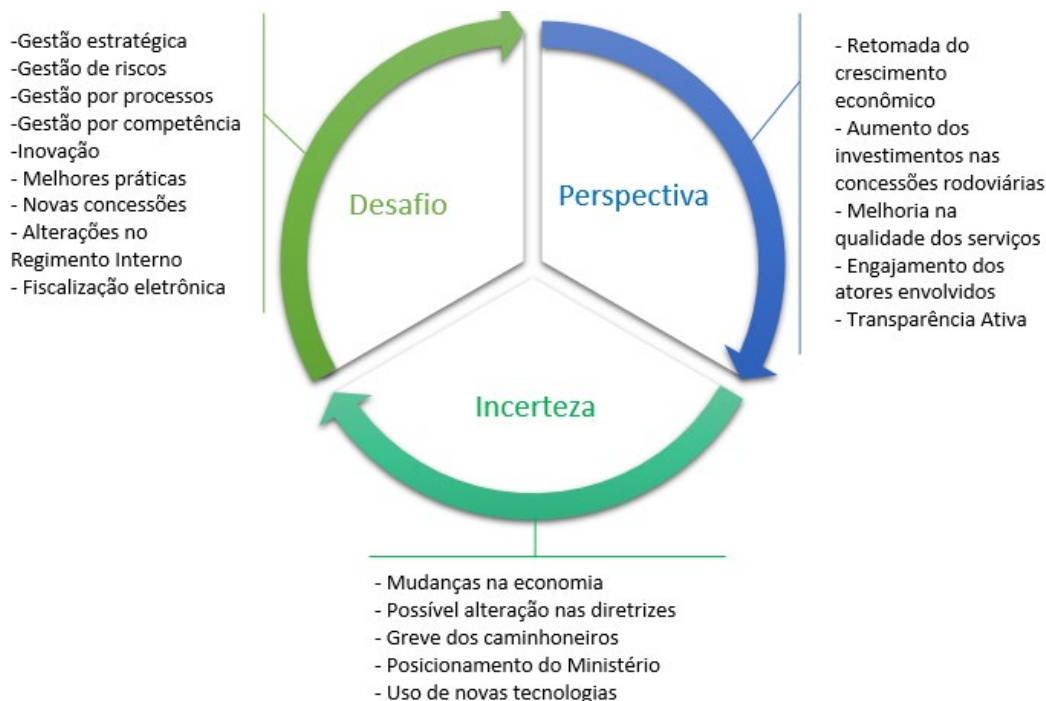 -Gestão estratégica
-Gestão de riscos
-Gestão por processos
-Gestão por competência
-Inovação
- Melhores práticas
- Novas concessões
- Alterações no
Regimento Interno
- Fiscalização eletrônica
Desafio
Perspectiva
- Retomada do
crescimento
econômico
- Aumento dos
investimentos nas
concessões rodoviárias
- Melhoria na
qualidade dos serviços
- Engajamento dos
atores envolvidos
- Transparência Ativa
Incerteza
- Mudanças na economia
- Possível alteração nas diretrizes
- Greve dos caminhoneiros
- Posicionamento do Ministério
- Uso de novas tecnologias